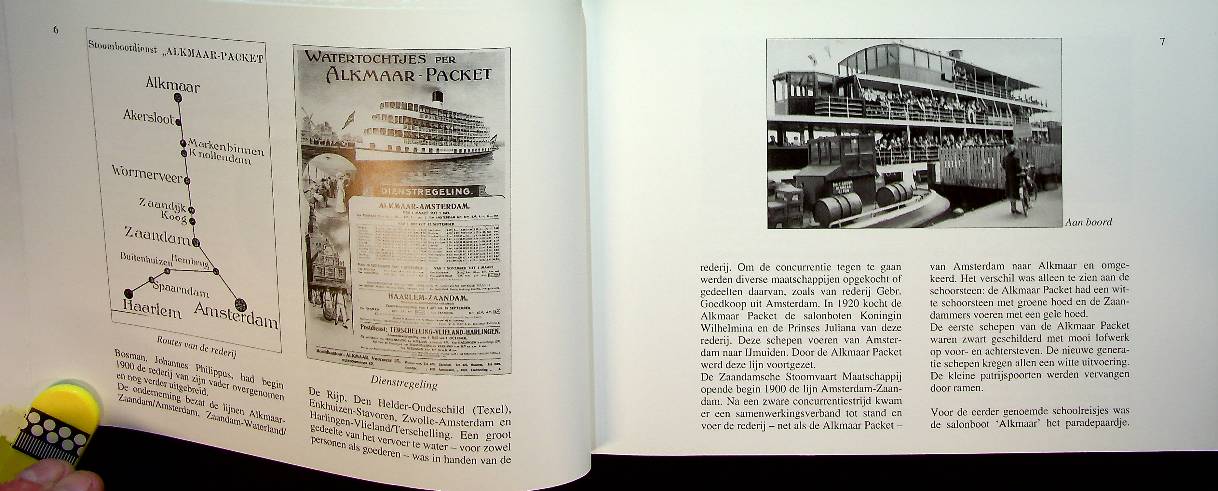 6
Stoombootdienst „ALKMAAR-PACKET
Alkmaar
Akersloot
Markenbinnen
Knollendam
Wormerveer
Zaandijk
Koog
Zaandam
Buitenhuizen
Spaarndam
Haarlem
Amsterdam
Routes van de rederij
WATERTOCHTJES PER
ALKMAAR-PACKET
DIENSTREGELING.
ALKMAAR-AMSTERDAM.
HAARLEM-ZAANDAM.
Postdienst: TERSCHELLING-VLIELAND-HARLINGEN.
Dienstregeling
Bosman, Johannes Philippus, had begin
1900 de rederij van zijn vader overgenomen
en nog verder uitgebreid.
De onderneming bezat de lijnen Alkmaar-
Zaandam/Amsterdam, Zaandam-Waterland/
De Rijp, Den Helder-Oudeschild (Texel),
Enkhuizen-Stavoren, Zwolle-Amsterdam en
Harlingen-Vlieland/Terschelling. Een groot
gedeelte van het vervoer te water – voor zowel
personen als goederen – was in handen van de
7
Aan boord
rederij. Om de concurrentie tegen te gaan
werden diverse maatschappijen opgekocht of
gedeelten daarvan, zoals van rederij Gebr.
Goedkoop uit Amsterdam. In 1920 kocht de
Alkmaar Packet de salonboten Koningin
Wilhelmina en de Prinses Juliana van deze
rederij. Deze schepen voeren van Amster-
dam naar IJmuiden. Door de Alkmaar Packet
werd deze lijn voortgezet.
De Zaandamsche Stoomvaart Maatschappij
opende begin 1900 de lijn Amsterdam-Zaan-
dam. Na een zware concurrentiestrijd kwam
er een samenwerkingsverband tot stand en
voer de rederij – net als de Alkmaar Packet –
van Amsterdam naar Alkmaar en omge-
keerd. Het verschil was alleen te zien aan de
schoorsteen: de Alkmaar Packet had een wit-
te schoorsteen met groene hoed en de Zaan-
dammers voeren met een gele hoed.
De eerste schepen van de Alkmaar Packet
waren zwart geschilderd met mooi lofwerk
op voor- en achterstevens. De nieuwe genera-
tie schepen kregen allen een witte uitvoering.
De kleine patrijspoorten werden vervangen
door ramen.
Voor de eerder genoemde schoolreisjes was
de salonboot ‘Alkmaar’ het paradepaardje.